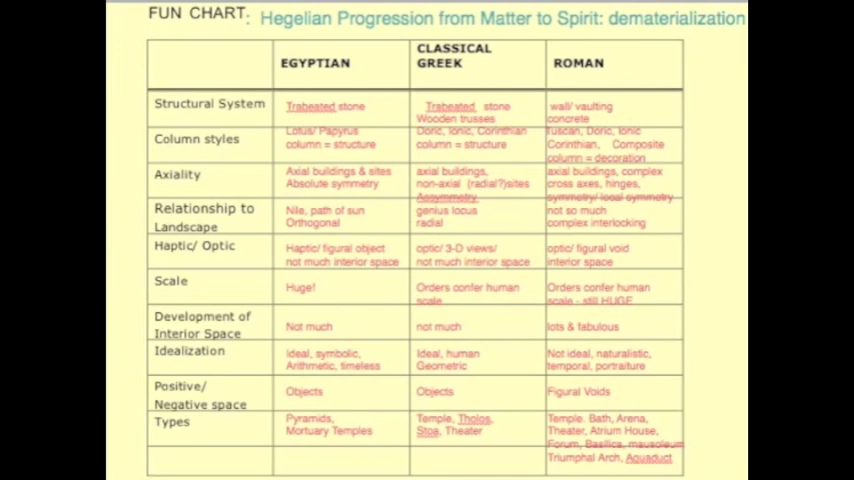 FUN CHART: Hegelian Progression from Matter to Spirit: dematerialization
EGYPTIAN
CLASSICAL
GREEK
ROMAN
Structural System
Trabeated stone
Trabeated stone
Wooden trusses
wall/ vaulting
concrete
Column styles
Lotus/ Papyrus
column = structure
Doric, Ionic, Corinthian
column = structure
Tuscan, Doric, Ionic
Corinthian, Composite
column = decoration
Axiality
Axial buildings & sites
Absolute symmetry
axial buildings,
non-axial (radial?)sites
Assymmetry
axial buildings, complex
cross axes, hinges,
symmetry/ local symmetry
Relationship to
Landscape
Nile, path of sun
Orthogonal
genius locus
radial
not so much
complex interlocking
Haptic/ Optic
Haptic/ figural object
not much interior space
optic/ 3-D views/
not much interior space
optic/ figural void
interior space
Scale
Huge!
Orders confer human
scale
Orders confer human
scale - still HUGE
Development of
Interior Space
Not much
not much
lots & fabulous
Idealization
Ideal, symbolic,
Arithmetic, timeless
Ideal, human
Geometric
Not ideal, naturalistic,
temporal, portraiture
Positive/
Negative space
Objects
Objects
Figural Voids
Types
Pyramids,
Mortuary Temples
Temple, Tholos,
Stoa, Theater
Temple. Bath, Arena,
Theater, Atrium House,
Forum, Basilica, mausoleum
Triumphal Arch, Aquaduct